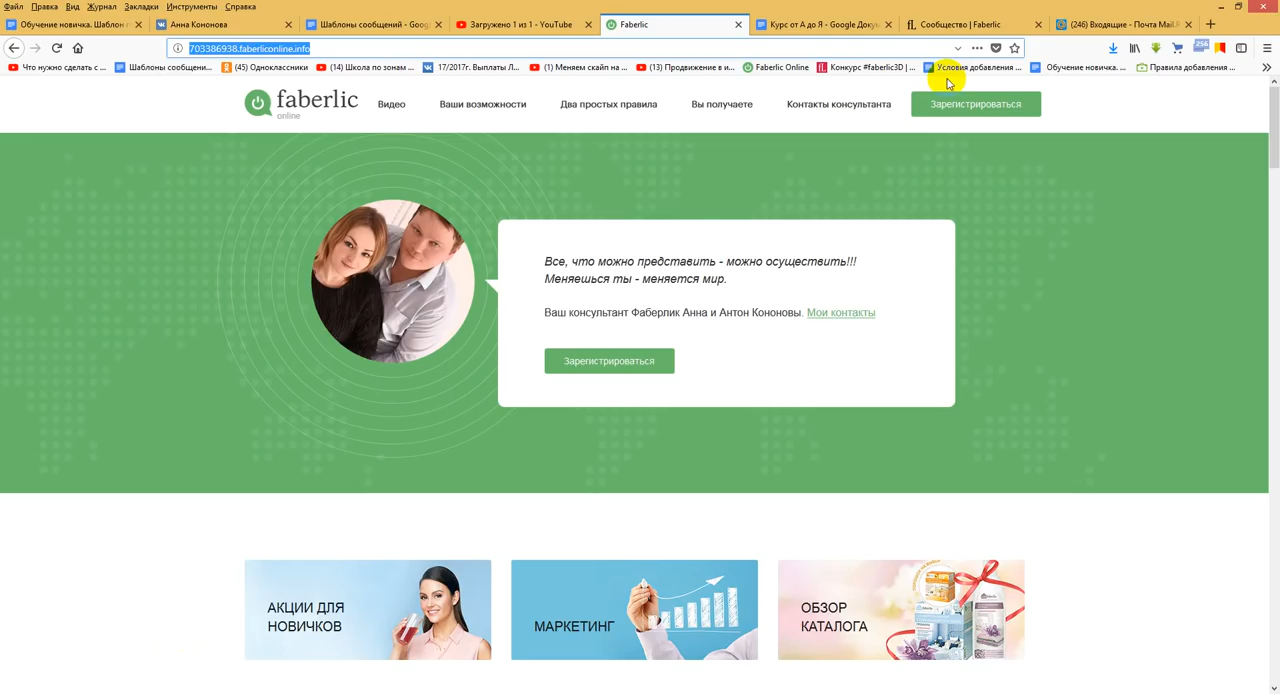 Файл Правка Вид Журнал Закладки Инструменты Справка
Обучение новичка. Шаблон п
Анна Кононова
Шаблоны сообщений - Goog
Загружено 1 из 1 - YouTube
Faberlic
Курс от А до Я - Google Докум
Сообщество | Faberlic
(246) Входящие - Почта Mail.R
703386938.faberliconline.info
256
Что нужно сделать с ...
Шаблоны сообщени...
(45) Одноклассники
(14) Школа по зонам ...
17/2017г. Выплаты Л...
(1) Меняем скайп на ...
(13) Продвижение в и...
Faberlic Online
Конкурс #faberlic3D | ...
Условия добавления ...
Обучение новичка. ...
Правила добавления ...
faberlic
online
Видео
Ваши возможности
Два простых правила
Вы получаете
Контакты консультанта
Зарегистрироваться
Все, что можно представить - можно осуществить!!!
Меняешься ты - меняется мир.
Ваш консультант Фаберлик Анна и Антон Кононовы. Мои контакты
Зарегистрироваться
АКЦИИ ДЛЯ
НОВИЧКОВ
МАРКЕТИНГ
ОБЗОР
КАТАЛОГА